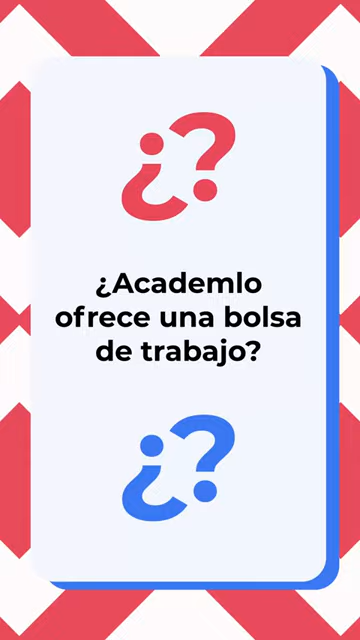 ¿?
¿Academlo
ofrece una bolsa
de trabajo?
¿?